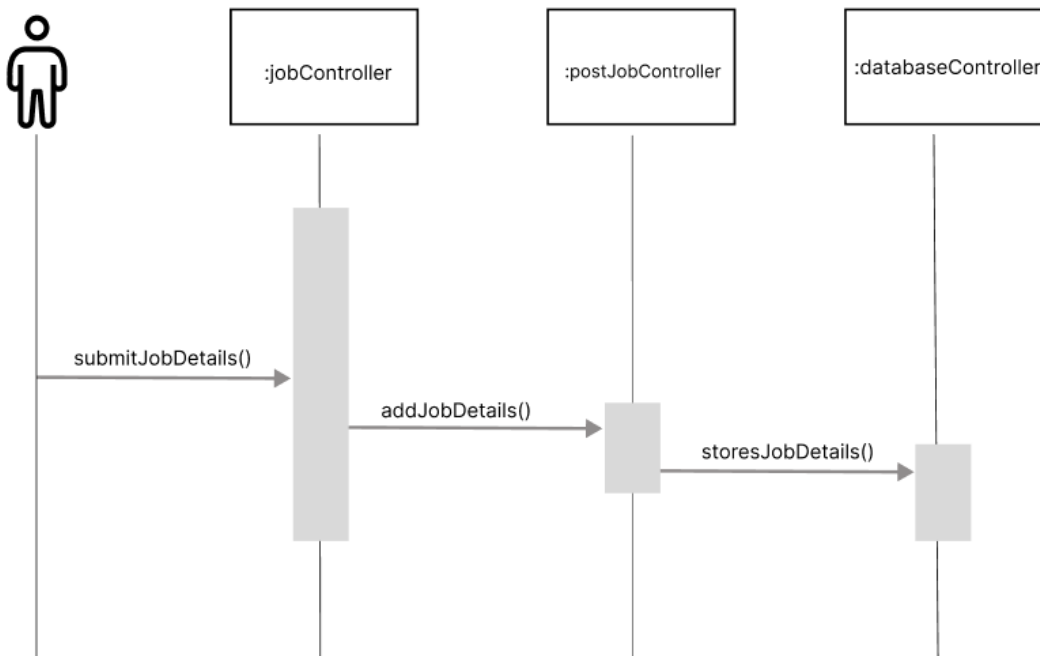 :jobController
:postJobController
:databaseController
submitJobDetails()
addJobDetails()
storesJobDetails()